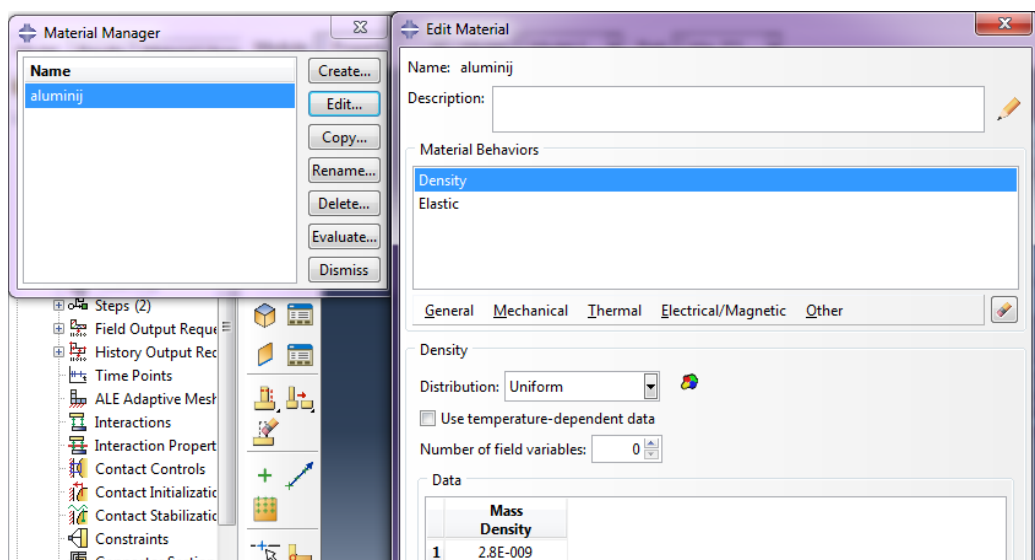 Material Manager
Name
aluminij
Create...
Edit...
Copy...
Rename...
Delete...
Evaluate...
Dismiss
Steps (2)
Field Output Reque
History Output Rec
Time Points
ALE Adaptive Mesh
Interactions
Interaction Propert
Contact Controls
Contact Initializatic
Contact Stabilizatic
Constraints
Edit Material
Name: aluminij
Description:
Material Behaviors
Density
Elastic
General Mechanical Thermal Electrical/Magnetic Other
Density
Distribution: Uniform
Use temperature-dependent data
Number of field variables: 0
Data
Mass
Density
1 2.8E-009